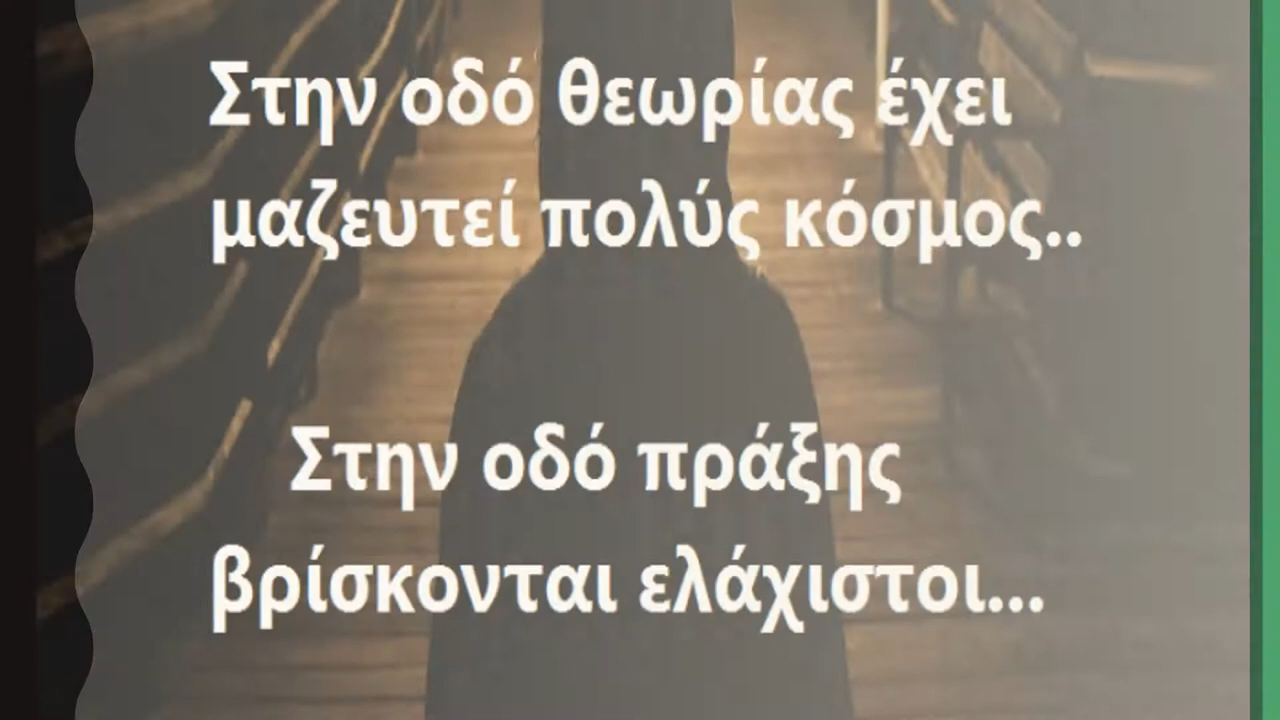 Στην οδό θεωρίας έχει
μαζευτεί πολύς κόσμος..
Στην οδό πράξης
βρίσκονται ελάχιστοι...